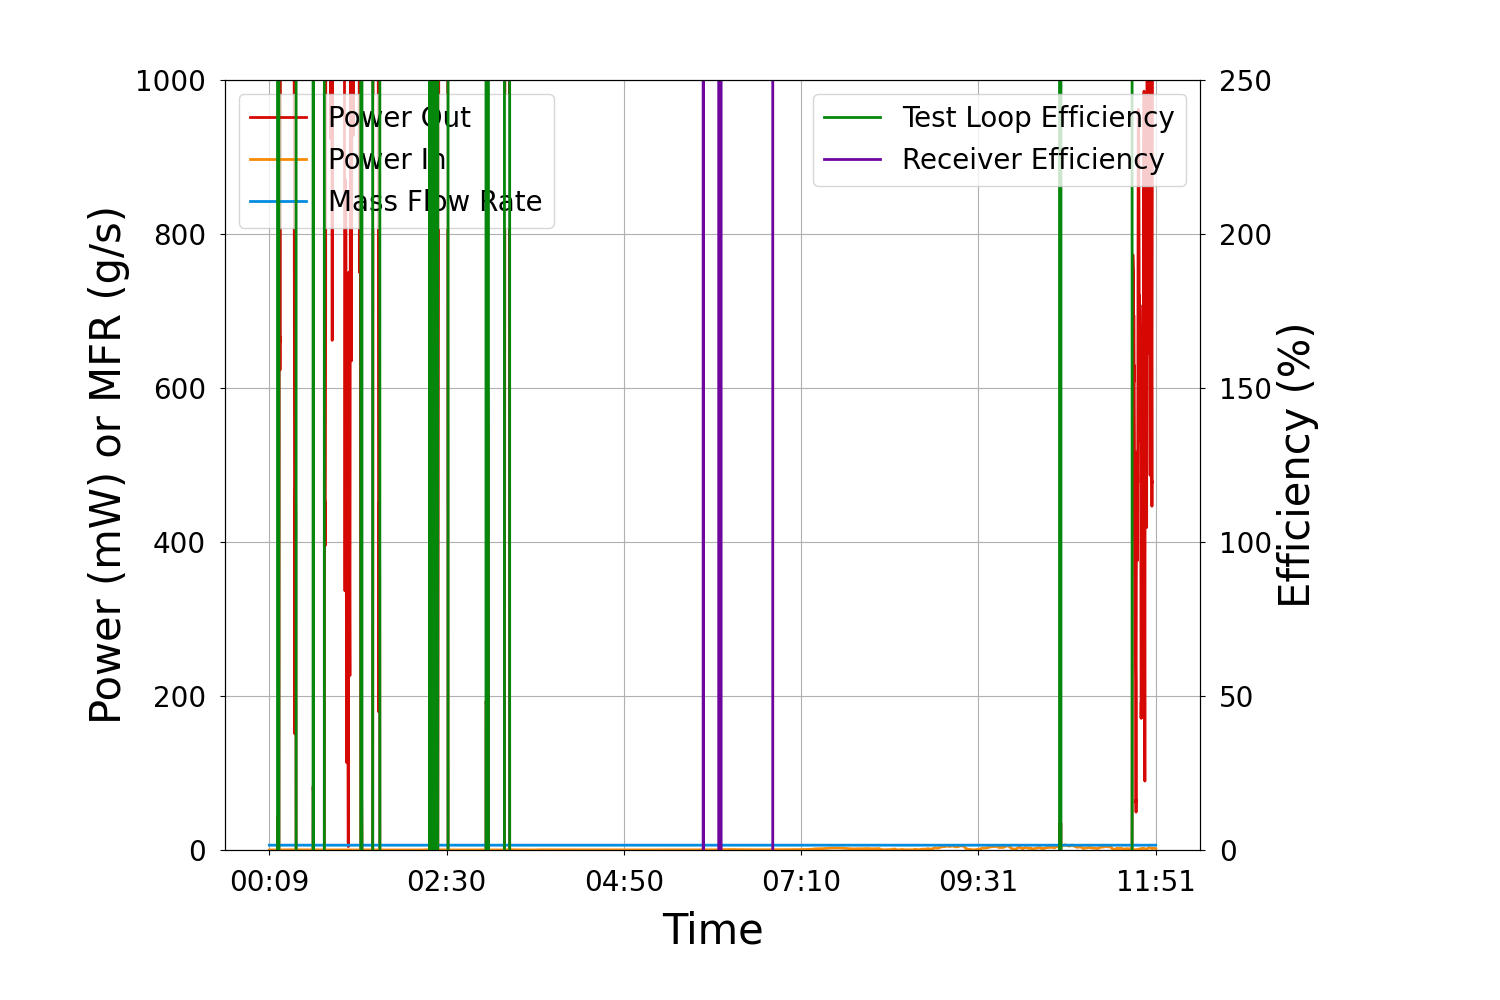 1000
800
600
400
200
0
Power (mW) or MFR (g/s)
Power Out
Power In
Mass Flow Rate
Test Loop Efficiency
Receiver Efficiency
250
200
150
100
50
0
Efficiency (%)
00:09 02:30 04:50 07:10 09:31 11:51
Time